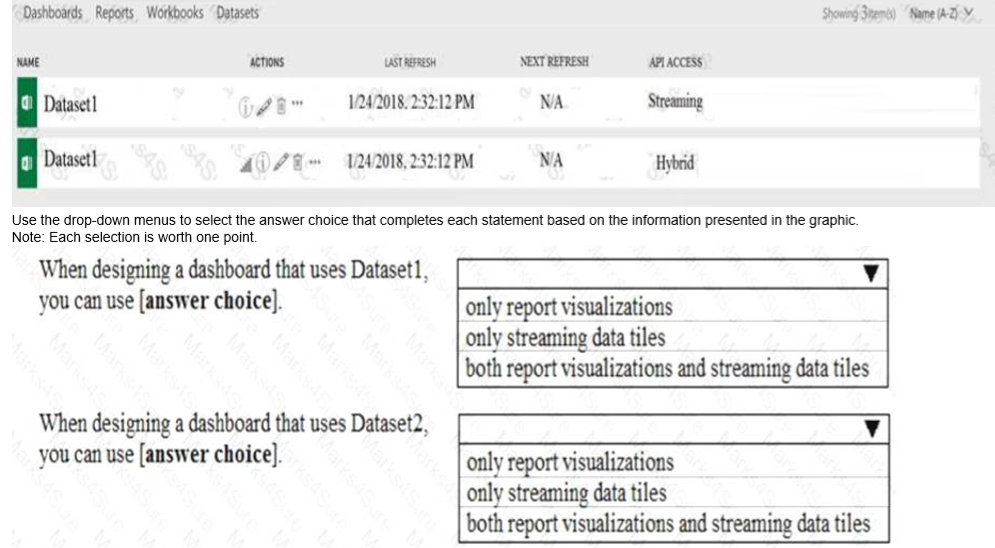 Dashboards Reports Workbooks Datasets Showing 3item(s) Name (A-Z)
NAME ACTIONS LAST REFRESH NEXT REFRESH API ACCESS
Dataset1 1/24/2018, 2:32:12 PM N/A Streaming
Dataset1 1/24/2018, 2:32:12 PM N/A Hybrid
Use the drop-down menus to select the answer choice that completes each statement based on the information presented in the graphic.
Note: Each selection is worth one point.
When designing a dashboard that uses Dataset1,
you can use [answer choice].
only report visualizations
only streaming data tiles
both report visualizations and streaming data tiles
When designing a dashboard that uses Dataset2,
you can use [answer choice].
only report visualizations
only streaming data tiles
both report visualizations and streaming data tiles